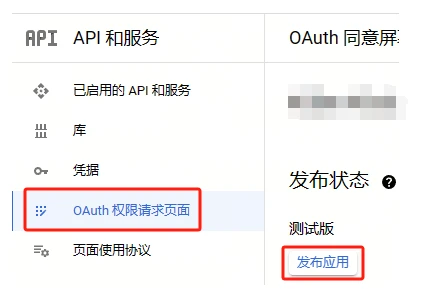 API API 和服务
已启用的 API 和服务
库
凭据
OAuth 权限请求页面
页面使用协议
OAuth 同意屏
发布状态
测试版
发布应用